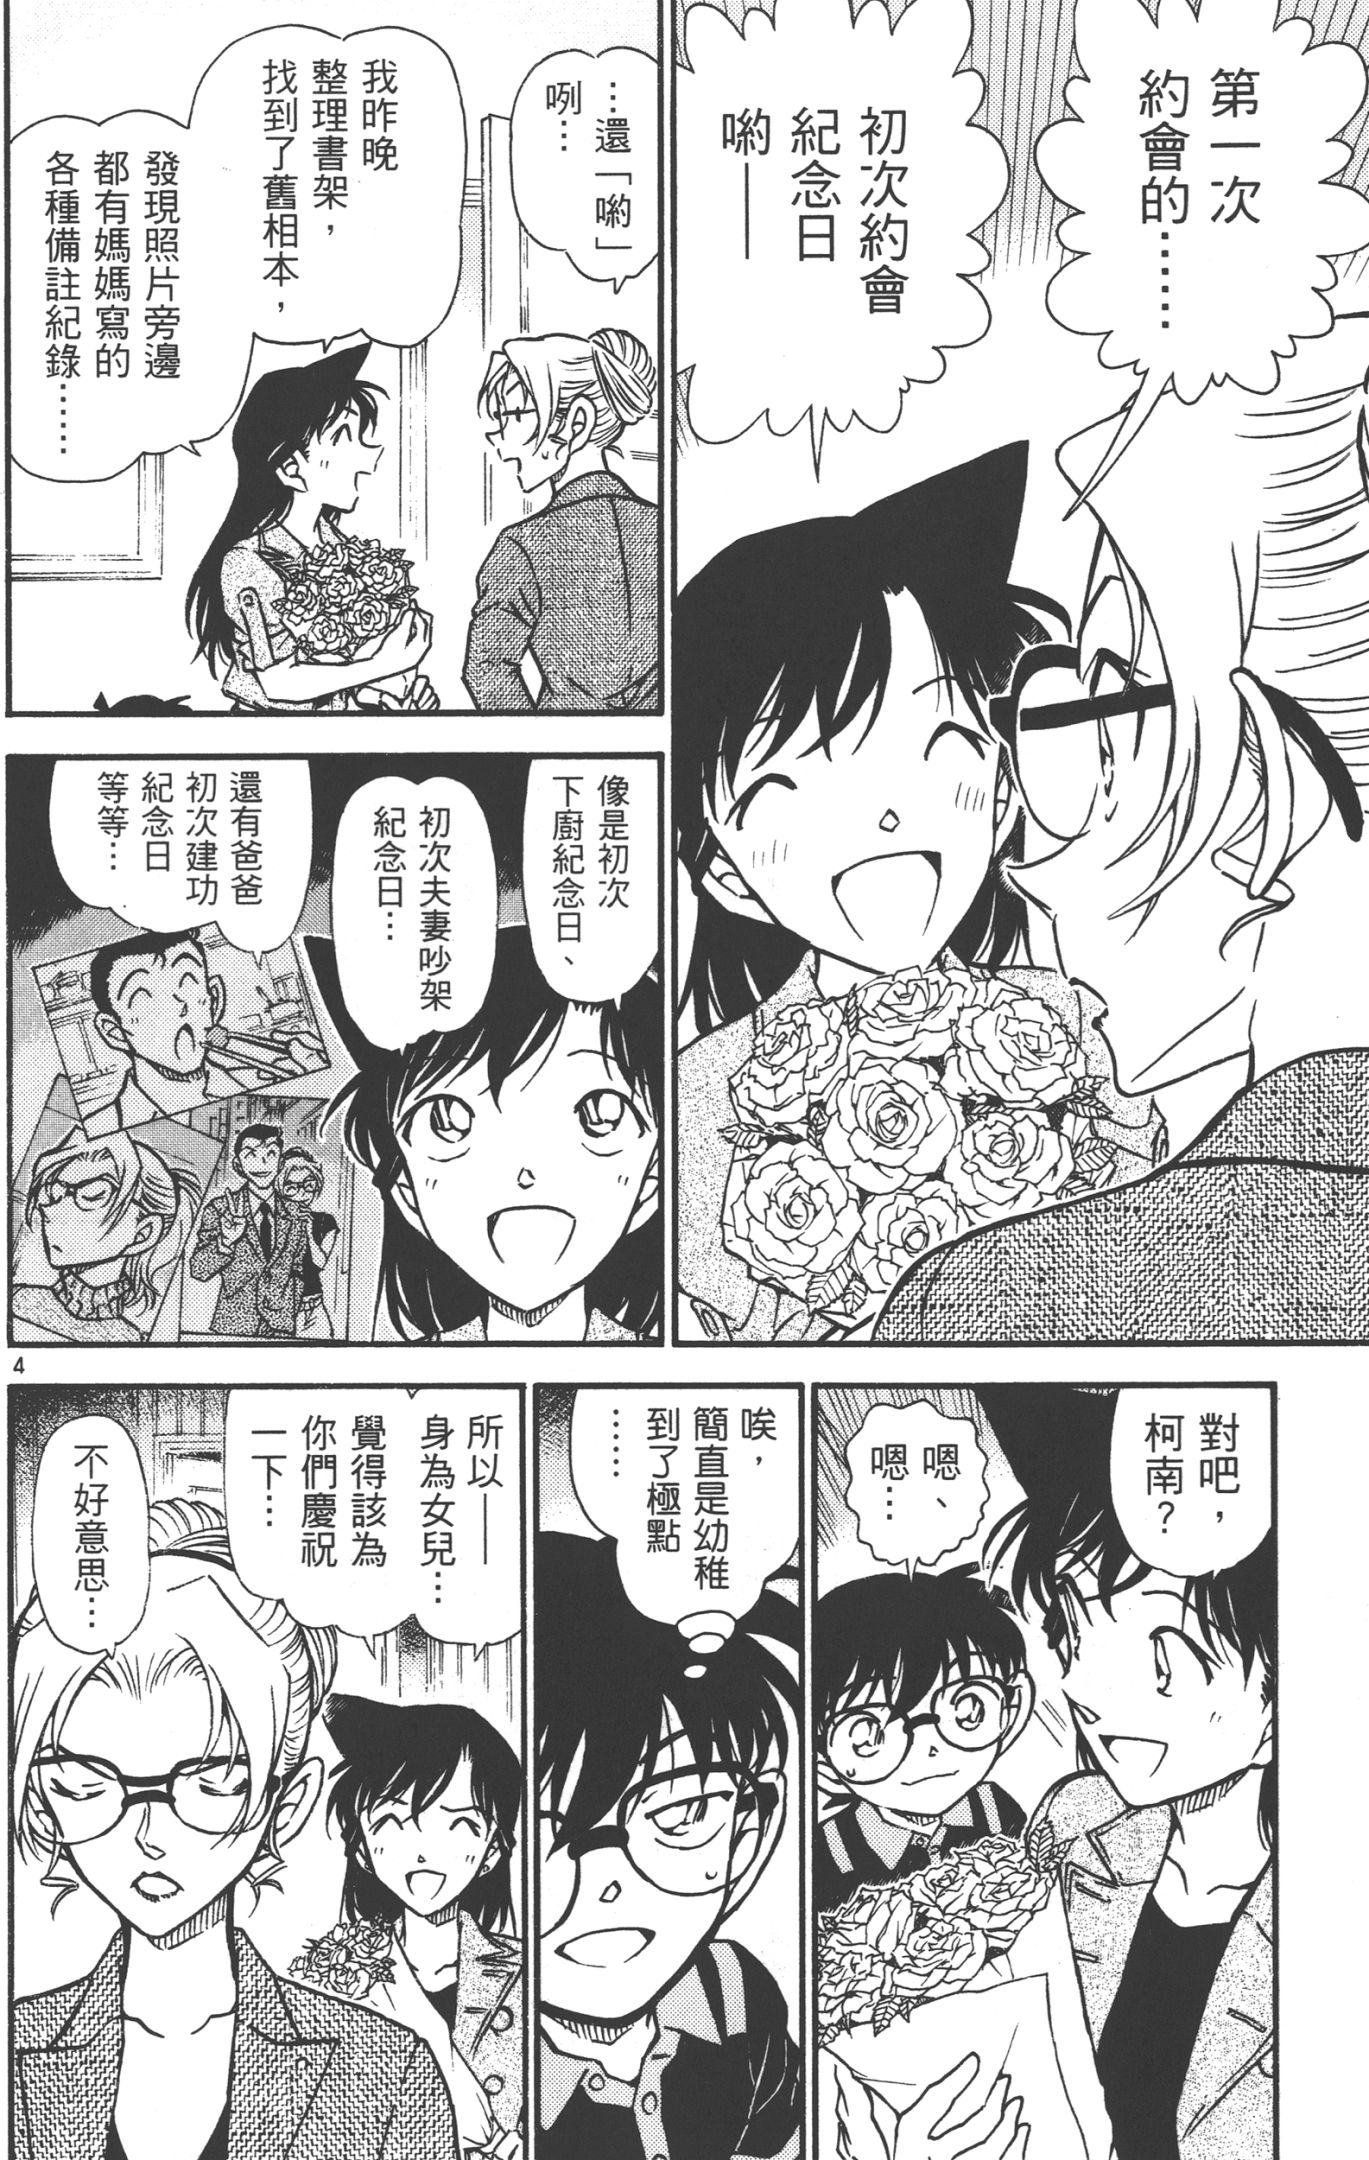 第一次
約會的……
初次約會
紀念日
喲——
…還「喲」
咧…
我昨晚
整理書架，
找到了舊相本，
發現照片旁邊
都有媽媽寫的
各種備註紀錄……
像是初次
下廚紀念日、
初次夫妻吵架
紀念日…
還有爸爸
初次建功
紀念日
等等…
4
對吧，
柯南？
嗯、
嗯…
唉，
簡直是幼稚
到了極點
……
所以——
身為女兒…
覺得該為
你們慶祝
一下…
不好意思…